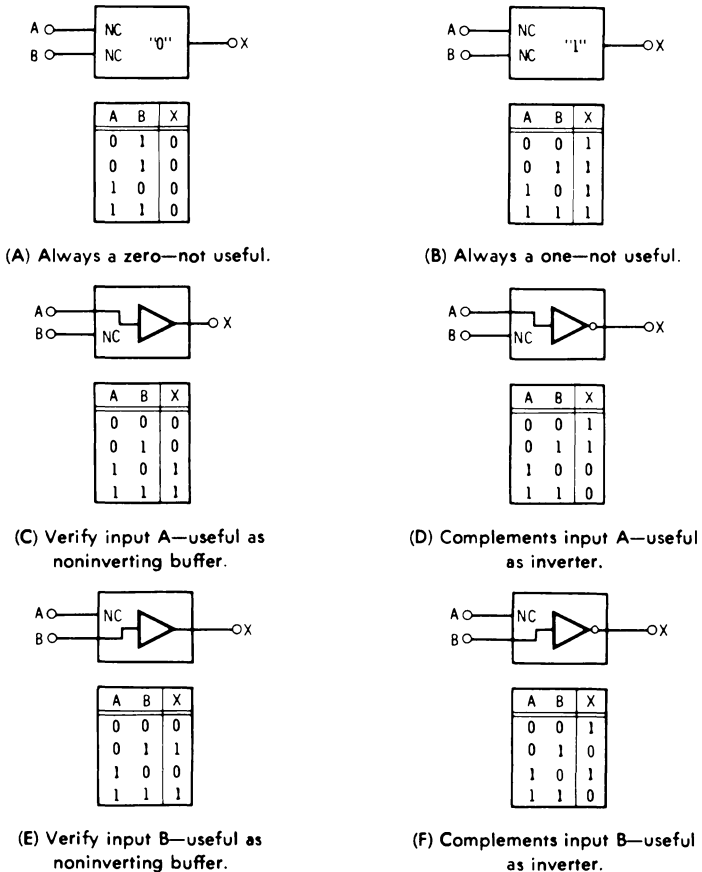 A NC "0" X
B NC
A B X
0 1 0
0 1 0
1 0 0
1 1 0
(A) Always a zero—not useful.
A NC "1" X
B NC
A B X
0 0 1
0 1 1
1 0 1
1 1 1
(B) Always a one—not useful.
A X
B NC
A B X
0 0 0
0 1 0
1 0 1
1 1 1
(C) Verify input A—useful as
noninverting buffer.
A X
B NC
A B X
0 0 1
0 1 1
1 0 0
1 1 0
(D) Complements input A—useful
as inverter.
A NC X
B
A B X
0 0 0
0 1 1
1 0 0
1 1 1
(E) Verify input B—useful as
noninverting buffer.
A NC X
B
A B X
0 0 1
0 1 0
1 0 1
1 1 0
(F) Complements input B—useful
as inverter.